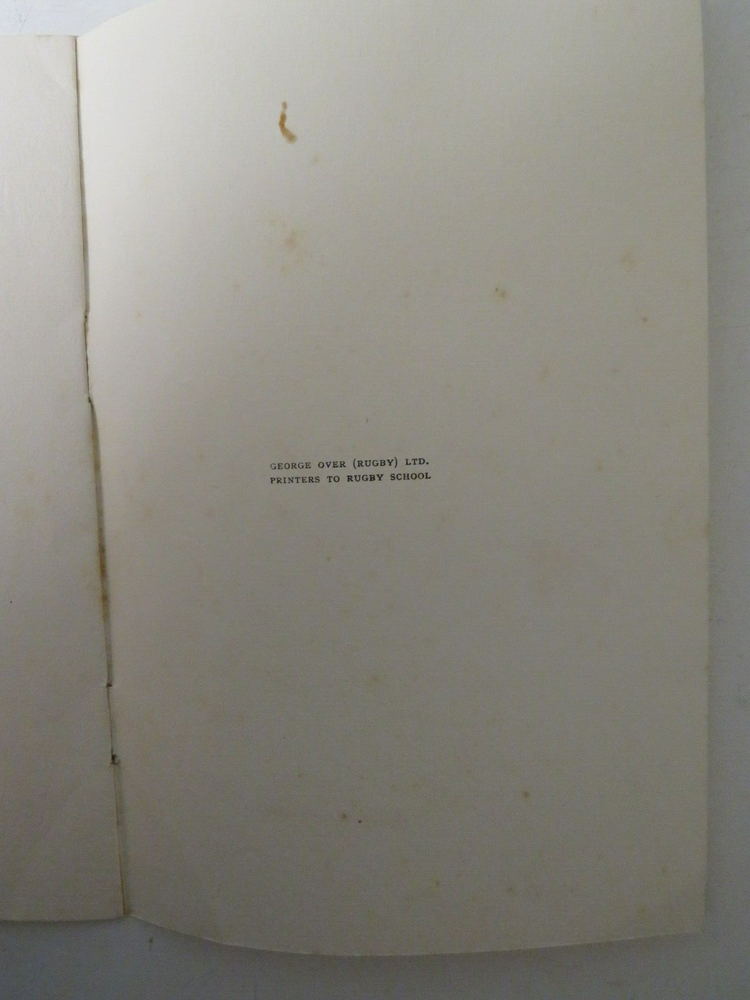 GEORGE OVER (RUGBY) LTD.
PRINTERS TO RUGBY SCHOOL